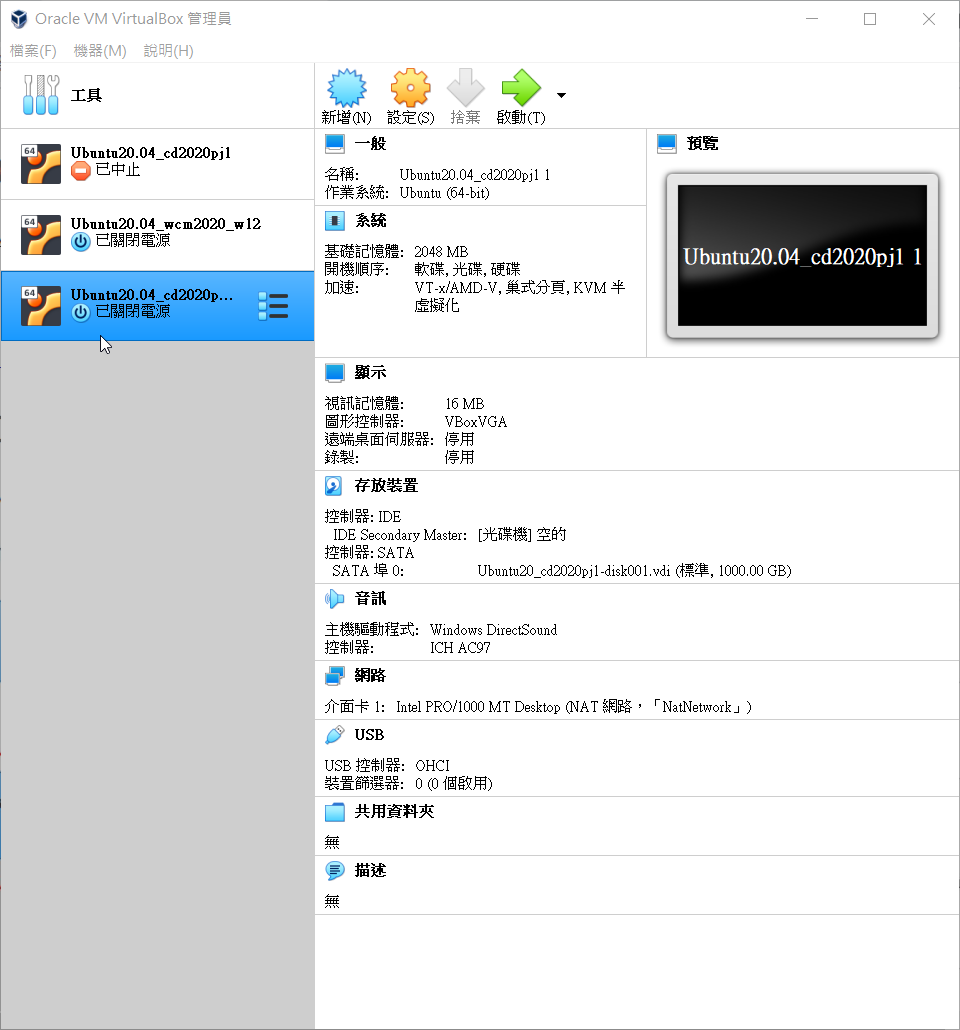 Oracle VM VirtualBox 管理員
檔案(F) 機器(M) 說明(H)
工具
新增(N) 設定(S) 捨棄 啟動(T)
64
Ubuntu20.04_cd2020pj1
已中止
64
Ubuntu20.04_wcm2020_w12
已關閉電源
64
Ubuntu20.04_cd2020p...
已關閉電源
一般
名稱: Ubuntu20.04_cd2020pj1 1
作業系統: Ubuntu (64-bit)
系統
基礎記憶體: 2048 MB
開機順序: 軟碟, 光碟, 硬碟
加速: VT-x/AMD-V, 巢式分頁, KVM 半
虛擬化
預覽
Ubuntu20.04_cd2020pj1 1
顯示
視訊記憶體: 16 MB
圖形控制器: VBoxVGA
遠端桌面伺服器: 停用
錄製: 停用
存放裝置
控制器: IDE
IDE Secondary Master: [光碟機] 空的
控制器: SATA
SATA 埠 0: Ubuntu20_cd2020pj1-disk001.vdi (標準, 1000.00 GB)
音訊
主機驅動程式: Windows DirectSound
控制器: ICH AC97
網路
介面卡 1: Intel PRO/1000 MT Desktop (NAT 網路，「NatNetwork」)
USB
USB 控制器: OHCI
裝置篩選器: 0 (0 個啟用)
共用資料夾
無
描述
無